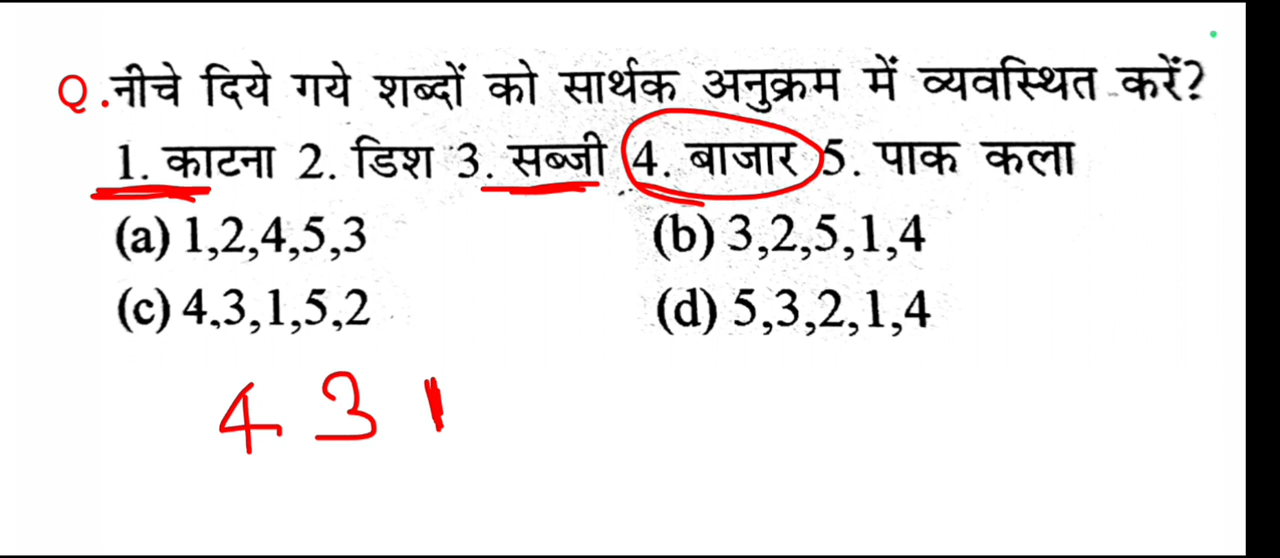 Q.नीचे दिये गये शब्दों को सार्थक अनुक्रम में व्यवस्थित करें?
1. काटना 2. डिश 3. सब्जी 4. बाजार 5. पाक कला
(a) 1,2,4,5,3 (b) 3,2,5,1,4
(c) 4,3,1,5,2 (d) 5,3,2,1,4
4 3 1